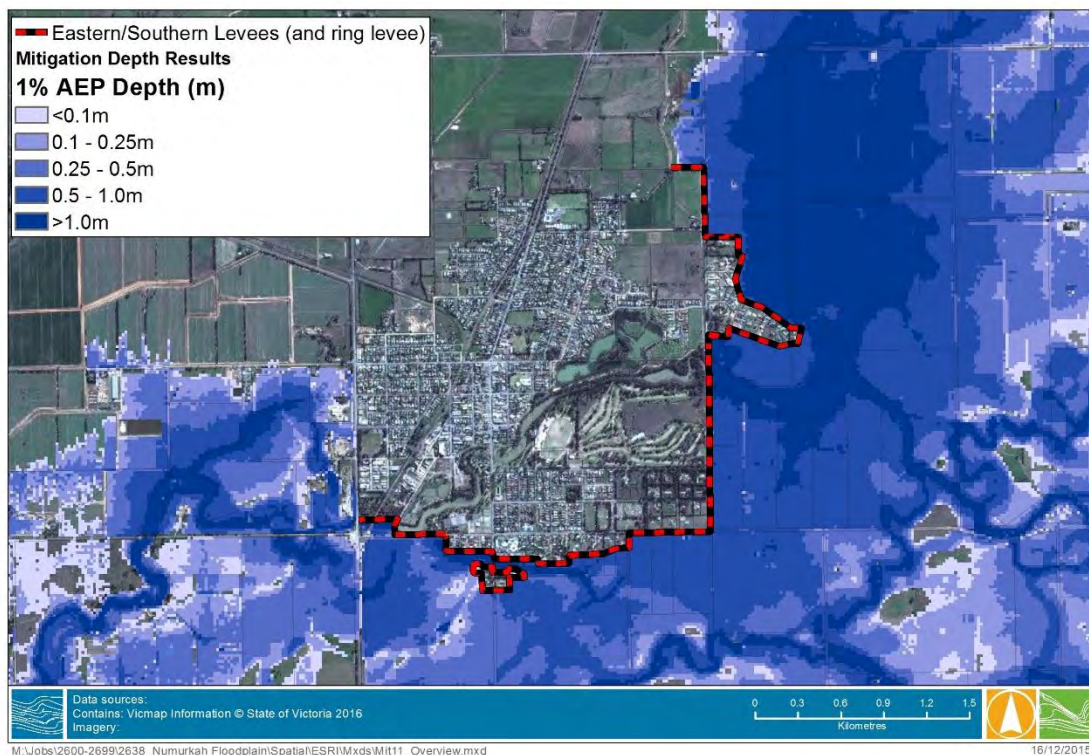 Eastern/Southern Levees (and ring levee)
Mitigation Depth Results
1% AEP Depth (m)
<0.1m
0.1 - 0.25m
0.25 - 0.5m
0.5 - 1.0m
>1.0m
Data sources:
Contains: Vicmap Information © State of Victoria 2016
Imagery:
0 0.3 0.6 0.9 1.2 1.5
Kilometres
M:\Jobs\2600-2699\2638_Numurkah Floodplain\Spatial\ESRI\Mxds\Mit11_Overview.mxd
16/12/2015